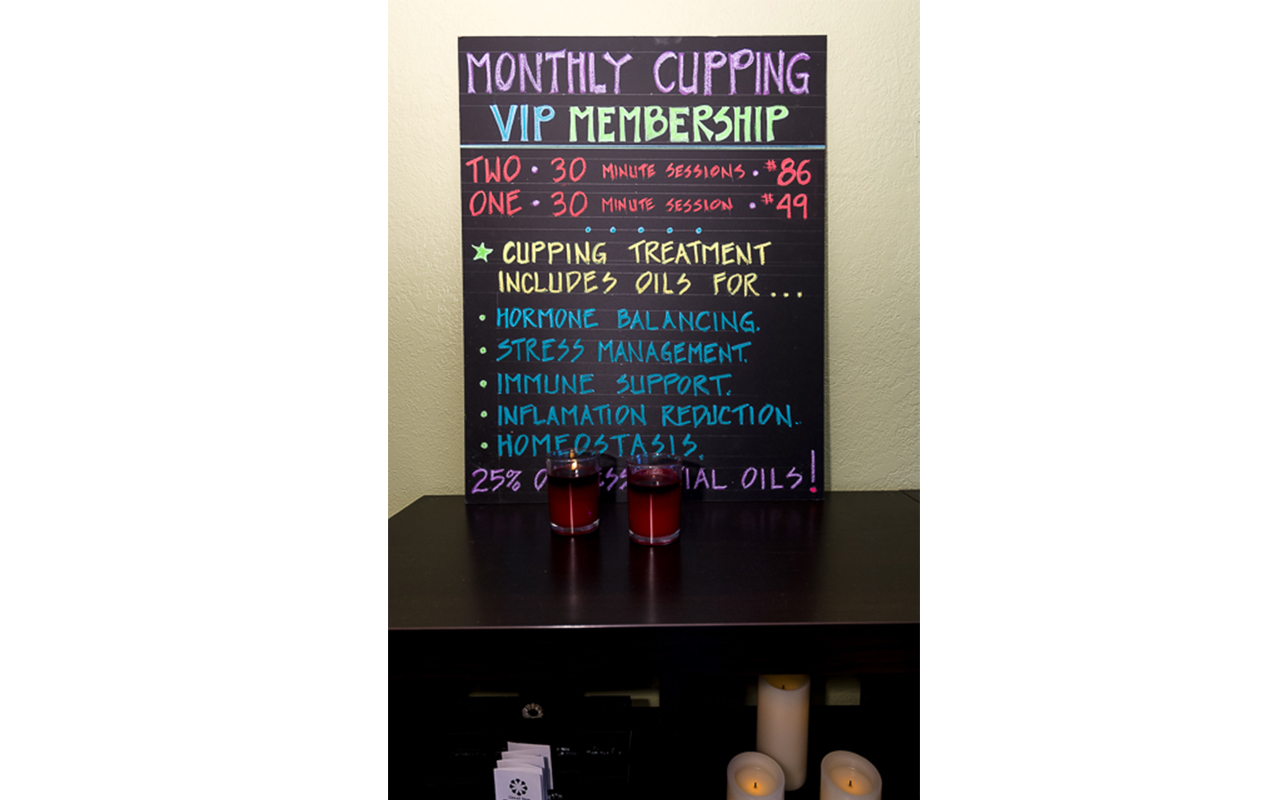 MONTHLY CUPPING
VIP MEMBERSHIP
TWO • 30 MINUTE SESSIONS • $86
ONE • 30 MINUTE SESSION • $49
CUPPING TREATMENT
INCLUDES OILS FOR...
• HORMONE BALANCING.
• STRESS MANAGEMENT.
• IMMUNE SUPPORT.
• INFLAMATION REDUCTION.
• HOMEOSTASIS.
25% OILS!